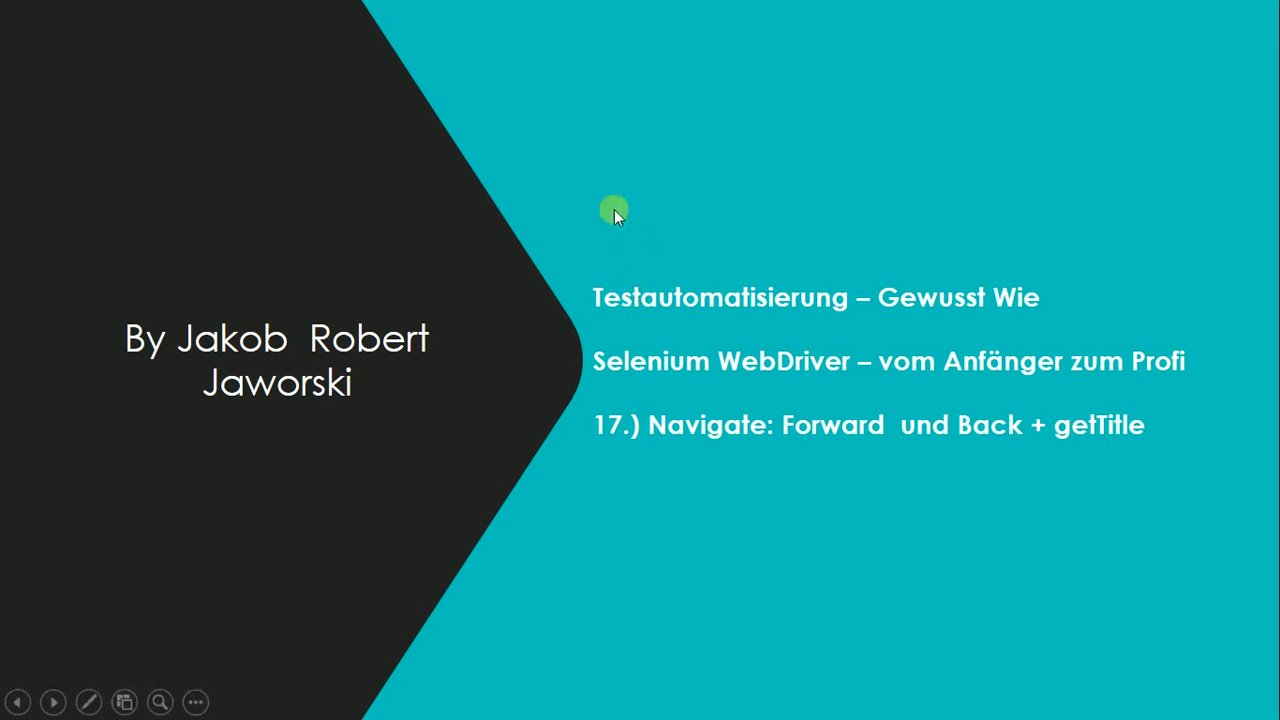 By Jakob Robert
Jaworski
Testautomatisierung – Gewusst Wie
Selenium WebDriver – vom Anfänger zum Profi
17.) Navigate: Forward und Back + getTitle